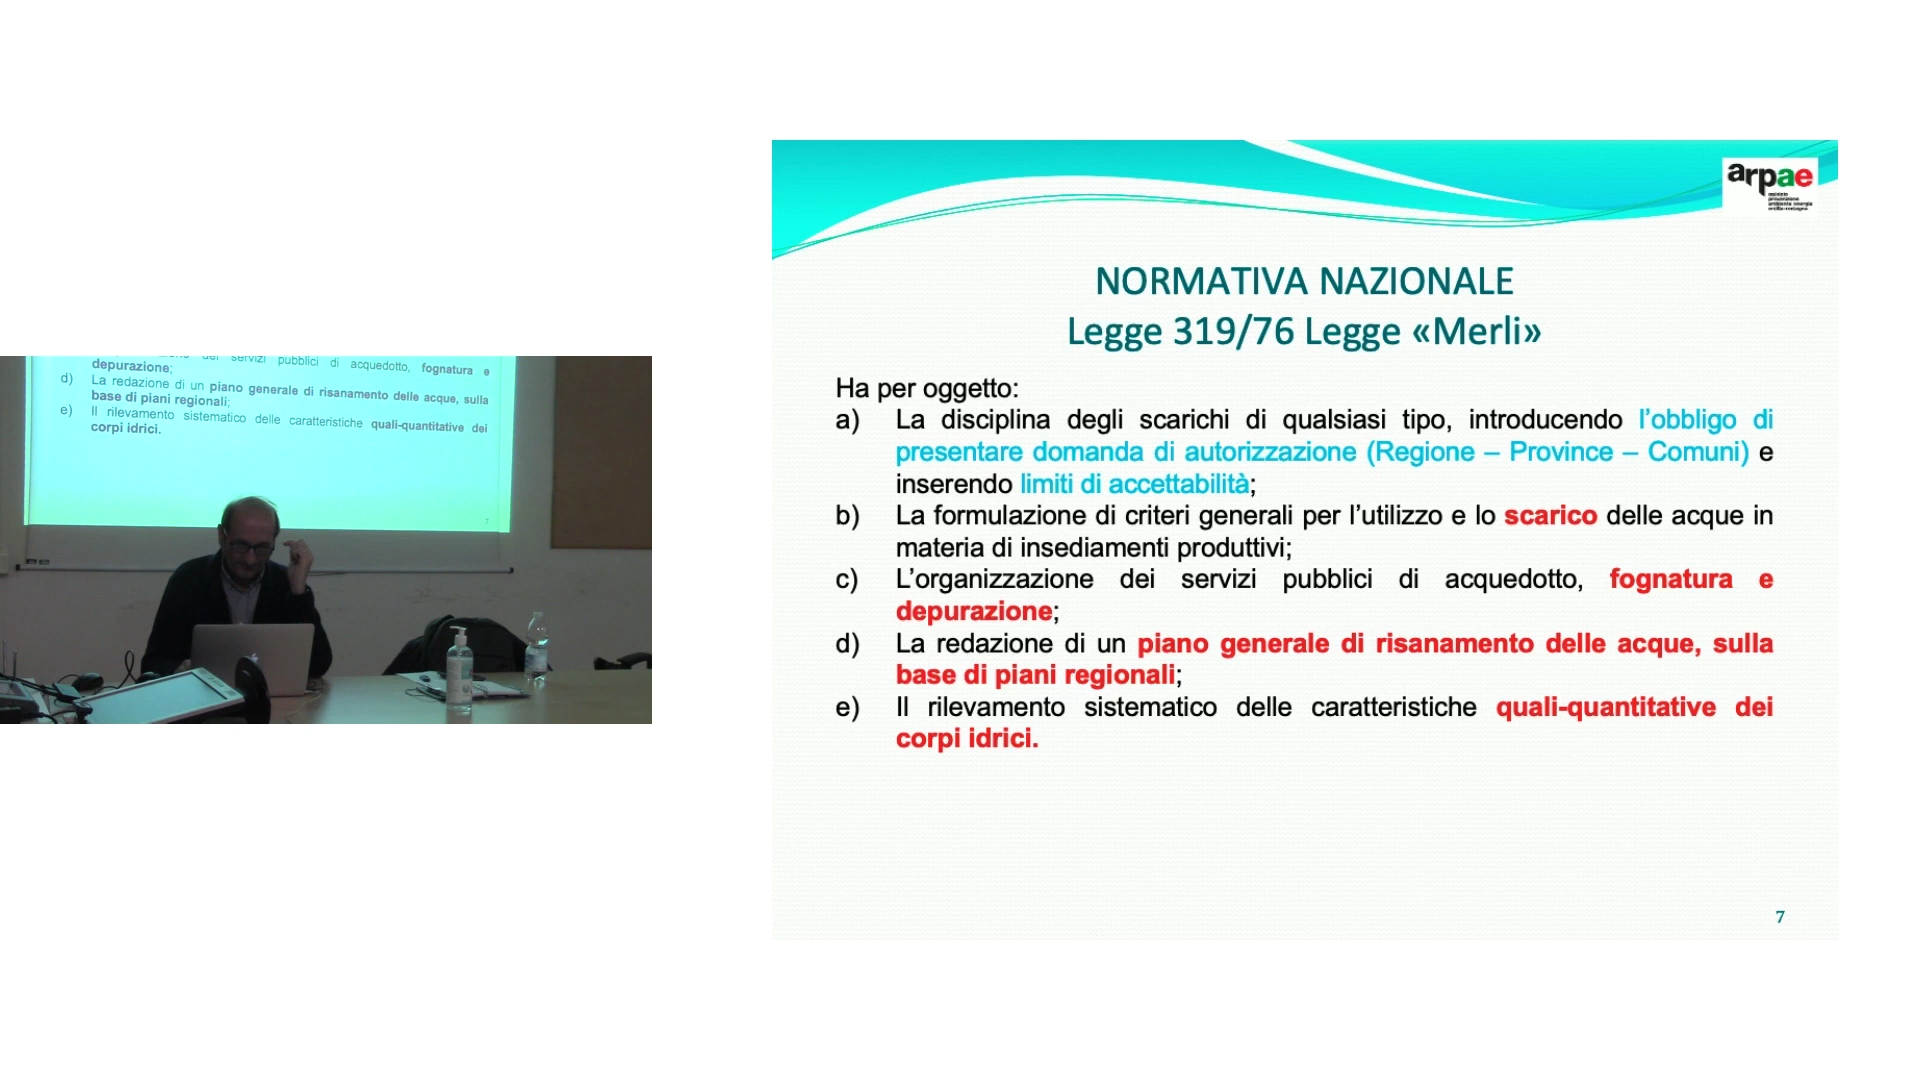 servizi pubblici di acquedotto, fognatura e
depurazione;
d) La redazione di un piano generale di risanamento delle acque, sulla
base di piani regionali;
e) Il rilevamento sistematico delle caratteristiche quali-quantitative dei
corpi idrici.
7
arpae
NORMATIVA NAZIONALE
Legge 319/76 Legge «Merli»
Ha per oggetto:
a) La disciplina degli scarichi di qualsiasi tipo, introducendo l’obbligo di
presentare domanda di autorizzazione (Regione – Province – Comuni) e
inserendo limiti di accettabilità;
b) La formulazione di criteri generali per l’utilizzo e lo scarico delle acque in
materia di insediamenti produttivi;
c) L’organizzazione dei servizi pubblici di acquedotto, fognatura e
depurazione;
d) La redazione di un piano generale di risanamento delle acque, sulla
base di piani regionali;
e) Il rilevamento sistematico delle caratteristiche quali-quantitative dei
corpi idrici.
7